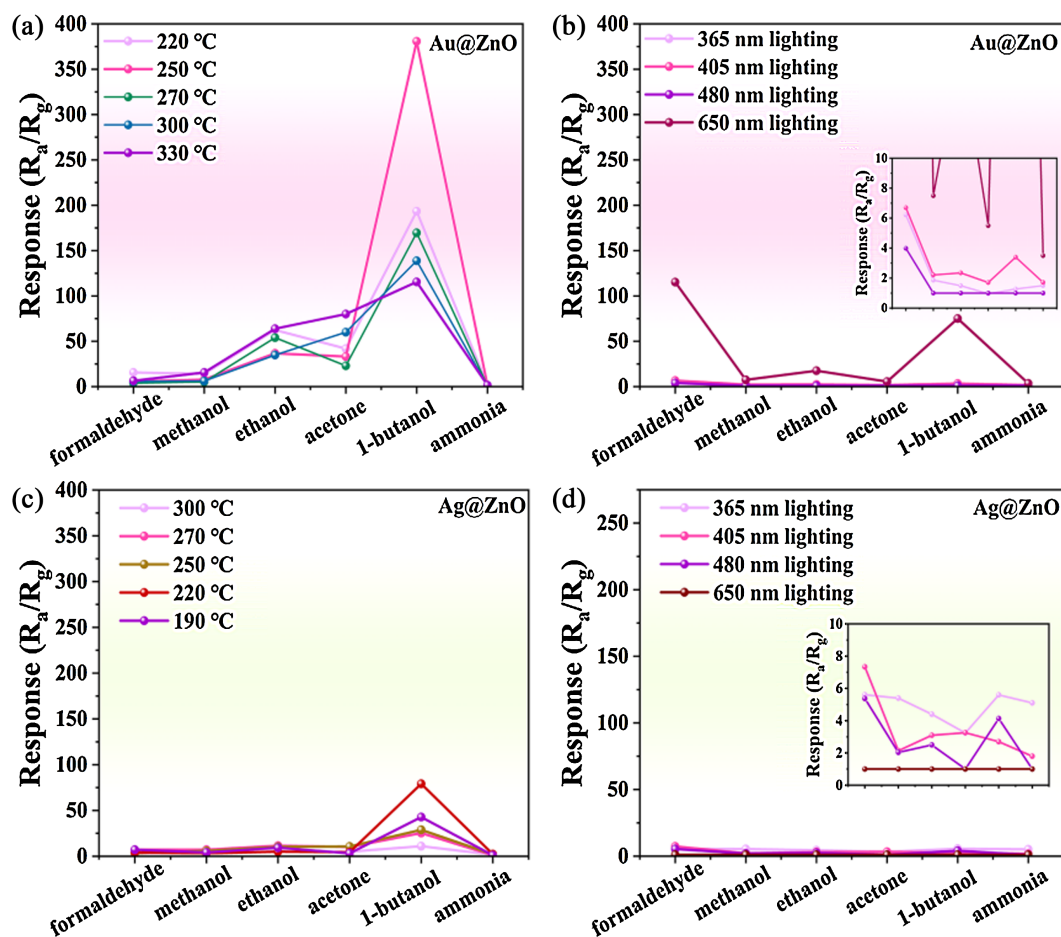 (a)
400
350
300
250
200
150
100
50
0
Response (Rₐ/R_g)
220 °C
250 °C
270 °C
300 °C
330 °C
Au@ZnO
formaldehyde
methanol
ethanol
acetone
1-butanol
ammonia
(b)
400
350
300
250
200
150
100
50
0
Response (Rₐ/R_g)
365 nm lighting
405 nm lighting
480 nm lighting
650 nm lighting
Au@ZnO
10
8
6
4
2
0
Response (Rₐ/R_g)
formaldehyde
methanol
ethanol
acetone
1-butanol
ammonia
(c)
400
350
300
250
200
150
100
50
0
Response (Rₐ/R_g)
300 °C
270 °C
250 °C
220 °C
190 °C
Ag@ZnO
formaldehyde
methanol
ethanol
acetone
1-butanol
ammonia
(d)
250
200
150
100
50
0
Response (Rₐ/R_g)
365 nm lighting
405 nm lighting
480 nm lighting
650 nm lighting
Ag@ZnO
10
8
6
4
2
0
Response (Rₐ/R_g)
formaldehyde
methanol
ethanol
acetone
1-butanol
ammonia